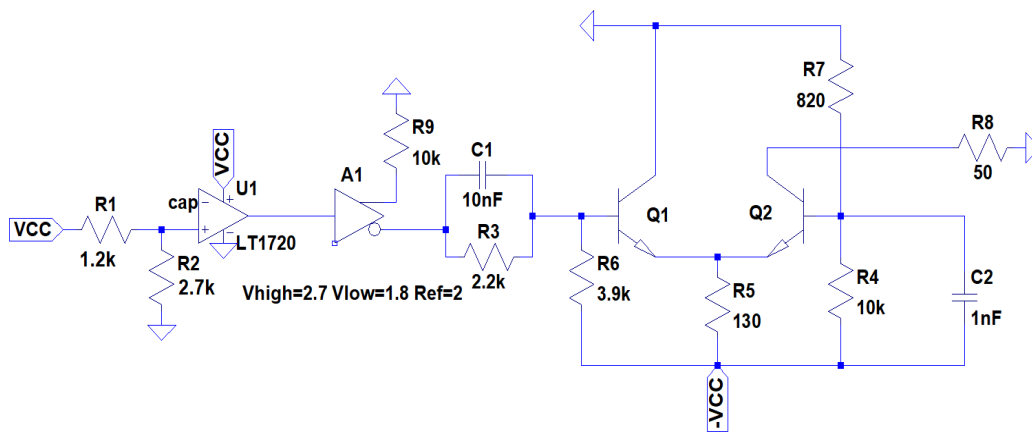 VCC
R1
1.2k
R2
2.7k
cap
VCC
U1
LT1720
A1
Vhigh=2.7 Vlow=1.8 Ref=2
R9
10k
C1
10nF
R3
2.2k
R6
3.9k
Q1
Q2
R5
130
-VCC
R7
820
R8
50
R4
10k
C2
1nF